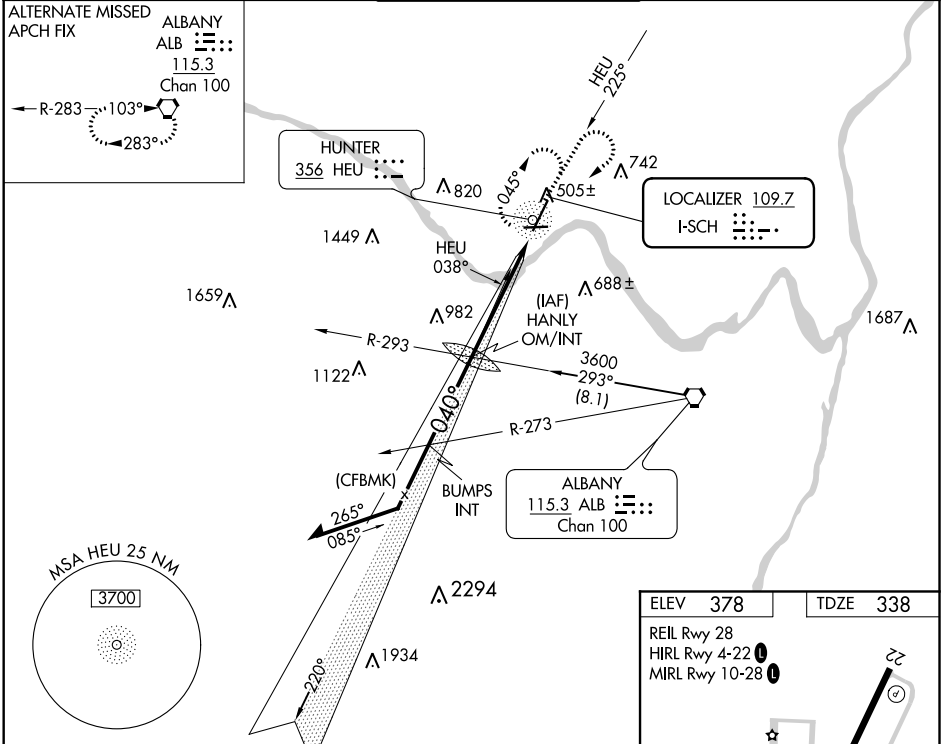 ALTERNATE MISSED
APCH FIX
ALBANY
ALB
115.3
Chan 100
R-283
103°
283°
HEU
225°
HUNTER
356 HEU
045°
820
505±
742
LOCALIZER 109.7
I-SCH
1449
HEU
038°
1659
982
688±
(IAF)
HANLY
OM/INT
1687
R-293
3600
293°
(8.1)
1122
040°
R-273
(CFBMK)
BUMPS
INT
ALBANY
115.3 ALB
Chan 100
265°
085°
MSA HEU 25 NM
3700
2294
1934
220°
ELEV 378
TDZE 338
REIL Rwy 28
HIRL Rwy 4-22 L
MIRL Rwy 10-28 L
22
P